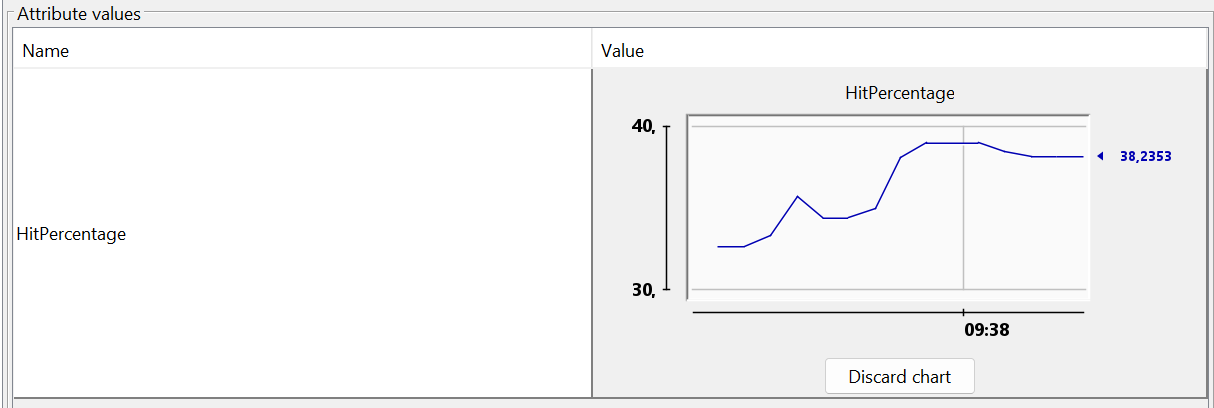 Attribute values
Name
Value
HitPercentage
40,
38,2353
HitPercentage
30,
09:38
Discard chart